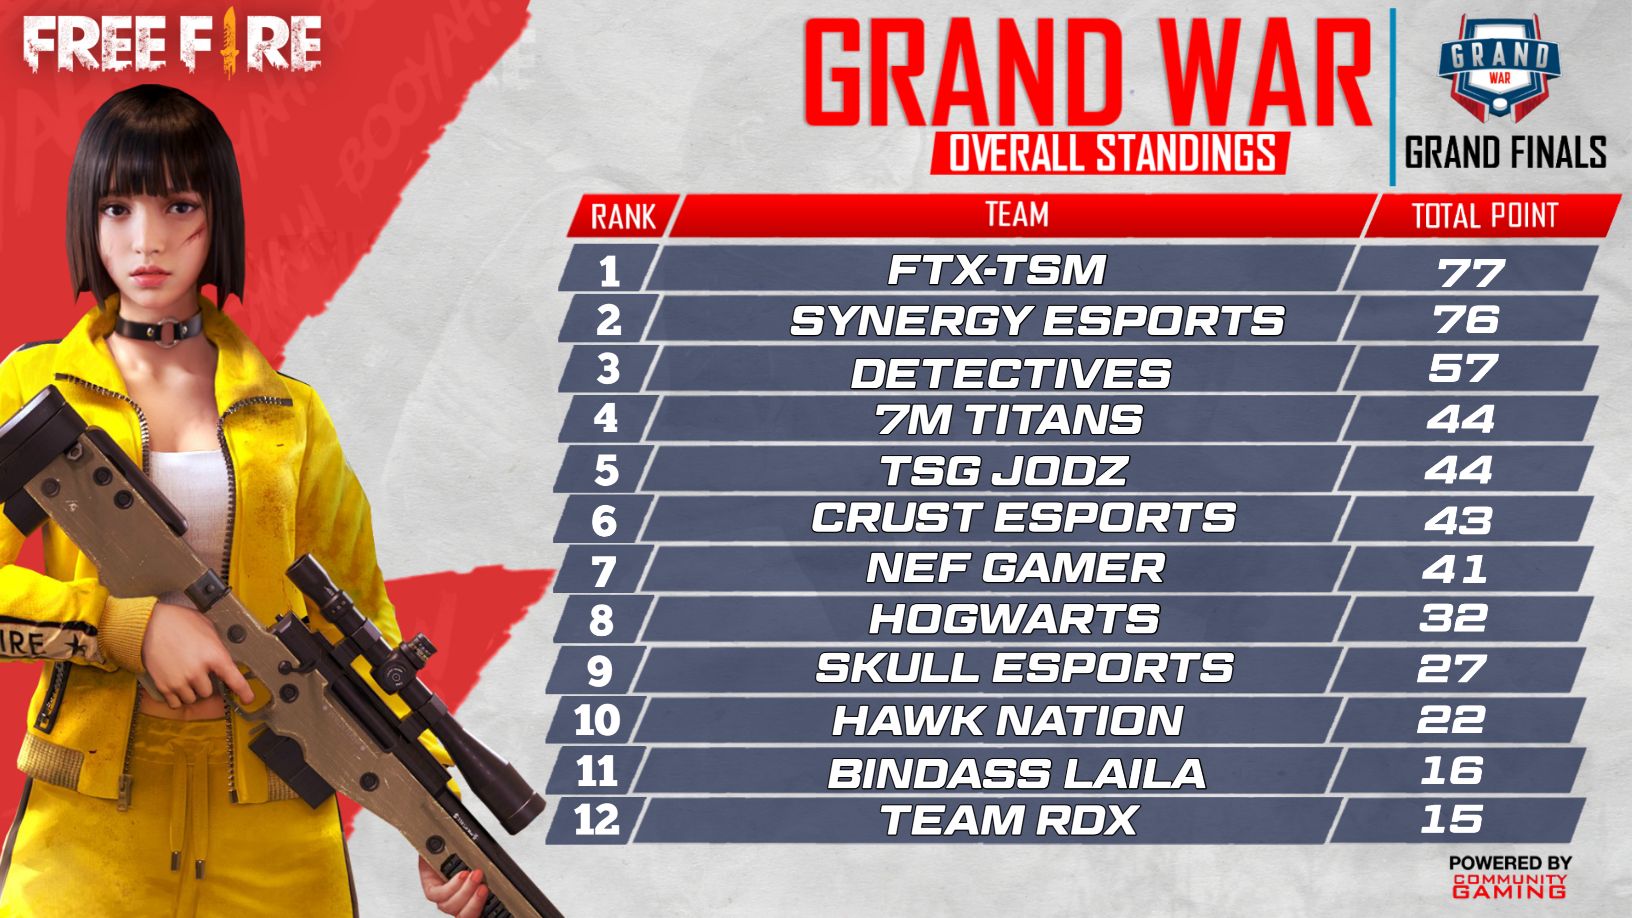 FREE FIRE
GRAND WAR
OVERALL STANDINGS
GRAND
WAR
GRAND FINALS
RANK TEAM TOTAL POINT
1 FTX-TSM 77
2 SYNERGY ESPORTS 76
3 DETECTIVES 57
4 7M TITANS 44
5 TSG JODZ 44
6 CRUST ESPORTS 43
7 NEF GAMER 41
8 HOGWARTS 32
9 SKULL ESPORTS 27
10 HAWK NATION 22
11 BINDASS LAILA 16
12 TEAM RDX 15
IRE
BOOYAH!
POWERED BY
COMMUNITY
GAMING